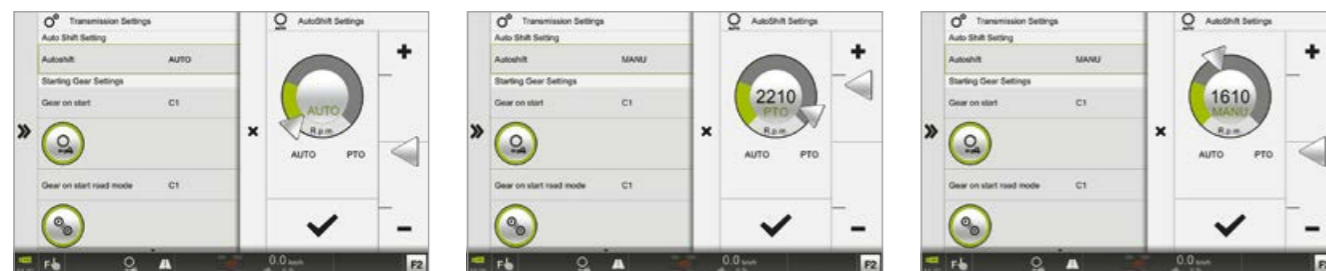 Transmission Settings
Auto Shift Setting
Autoshift AUTO
Starting Gear Settings
Gear on start C1
Gear on start road mode C1
AutoShift Settings
AUTO
R.p.m.
AUTO PTO
0.0
F2
Transmission Settings
Auto Shift Setting
Autoshift MANU
Starting Gear Settings
Gear on start C1
Gear on start road mode C1
AutoShift Settings
2210
PTO
R.p.m.
AUTO PTO
0.0
F2
Transmission Settings
Auto Shift Setting
Autoshift MANU
Starting Gear Settings
Gear on start C1
Gear on start road mode C1
AutoShift Settings
1610
MANU
R.p.m.
AUTO PTO
0.0